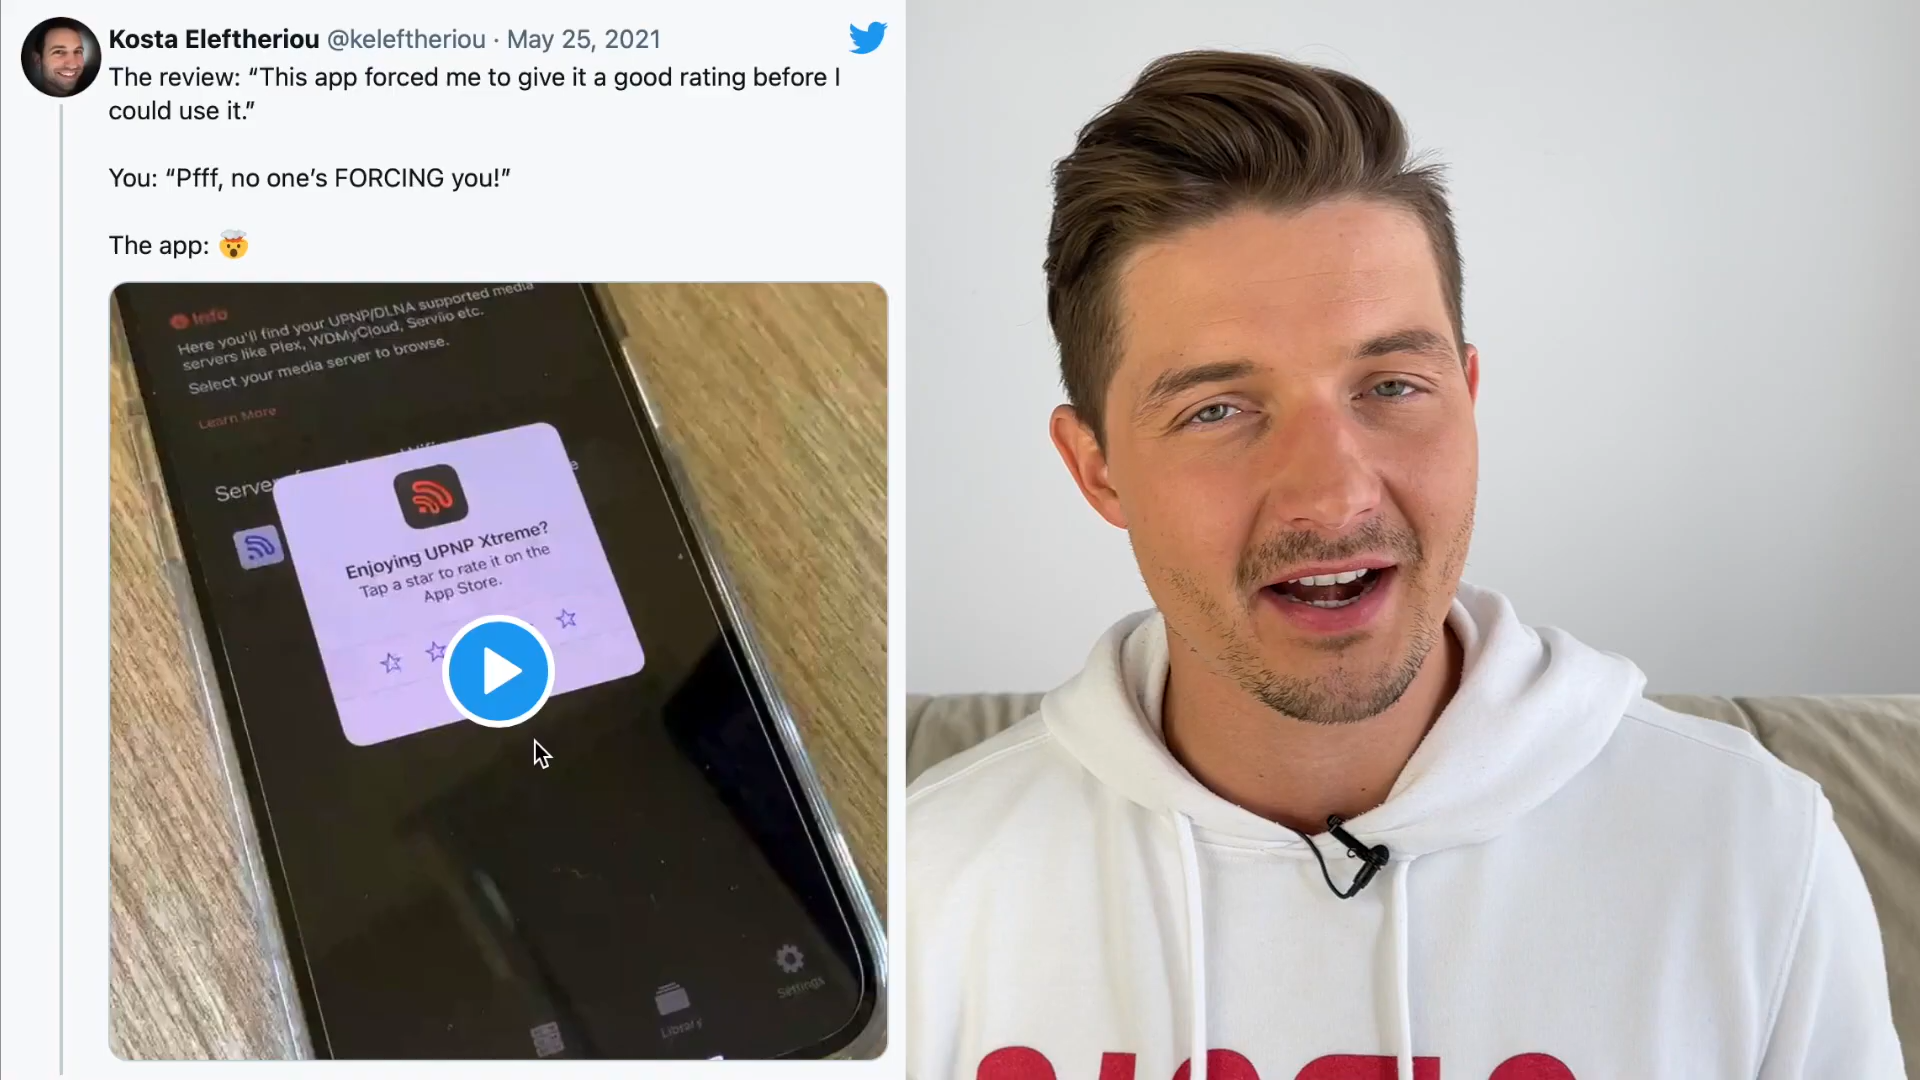 Kosta Eleftheriou @keleftheriou · May 25, 2021
The review: “This app forced me to give it a good rating before I
could use it.”
You: “Pfff, no one’s FORCING you!”
The app: 🤯
Info
Here you'll find your UPNP/DLNA supported media
servers like Plex, WDMyCloud, Serviio etc.
Select your media server to browse.
Learn More
Enjoying UPNP Xtreme?
Tap a star to rate it on the
App Store.
Library
Settings